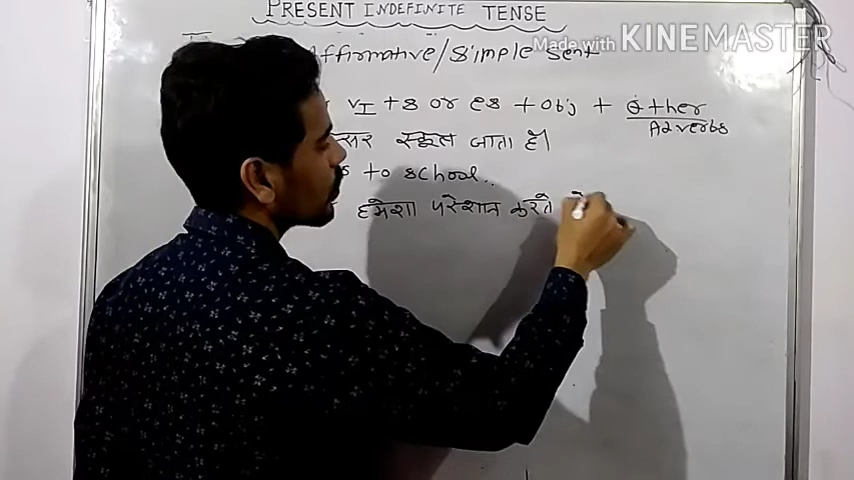 PRESENT INDEFINITE TENSE
Made with KINEMASTER
Affirmative/Simple Sent
VI + s or es + obj + other
Adverbs
स्कूल जाता है।
to school..
हमेशा परेशान करते